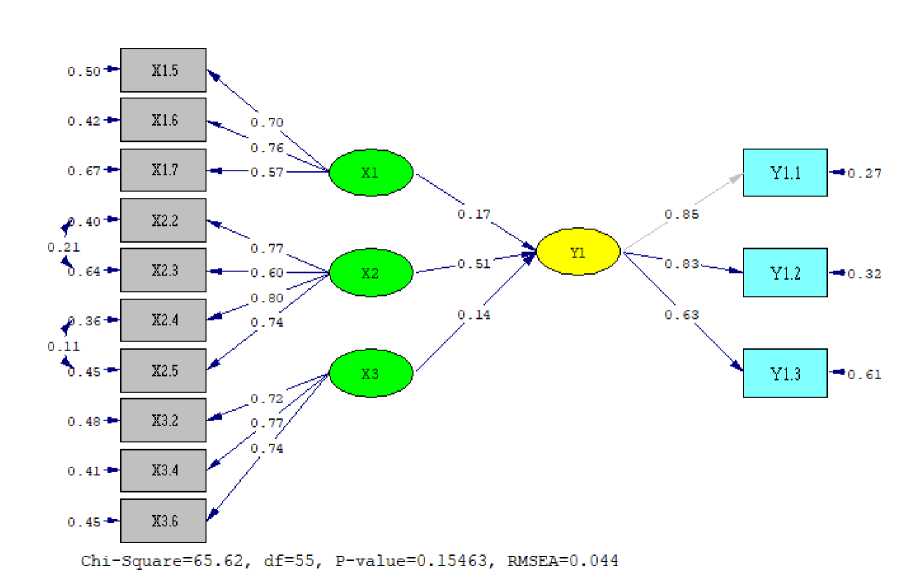 0.50 X1.5
0.42 X1.6 0.70
0.76
0.67 X1.7 0.57 X1 Y1.1 0.27
0.40 X2.2 0.17 0.85
0.21 0.77 Y1
0.64 X2.3 0.60 X2 0.51 0.83 Y1.2 0.32
0.80
0.36 X2.4 0.74 0.14 0.63
0.11
0.45 X2.5 X3 Y1.3 0.61
0.72
0.48 X3.2 0.77
0.74
0.41 X3.4
0.45 X3.6
Chi-Square=65.62, df=55, P-value=0.15463, RMSEA=0.044